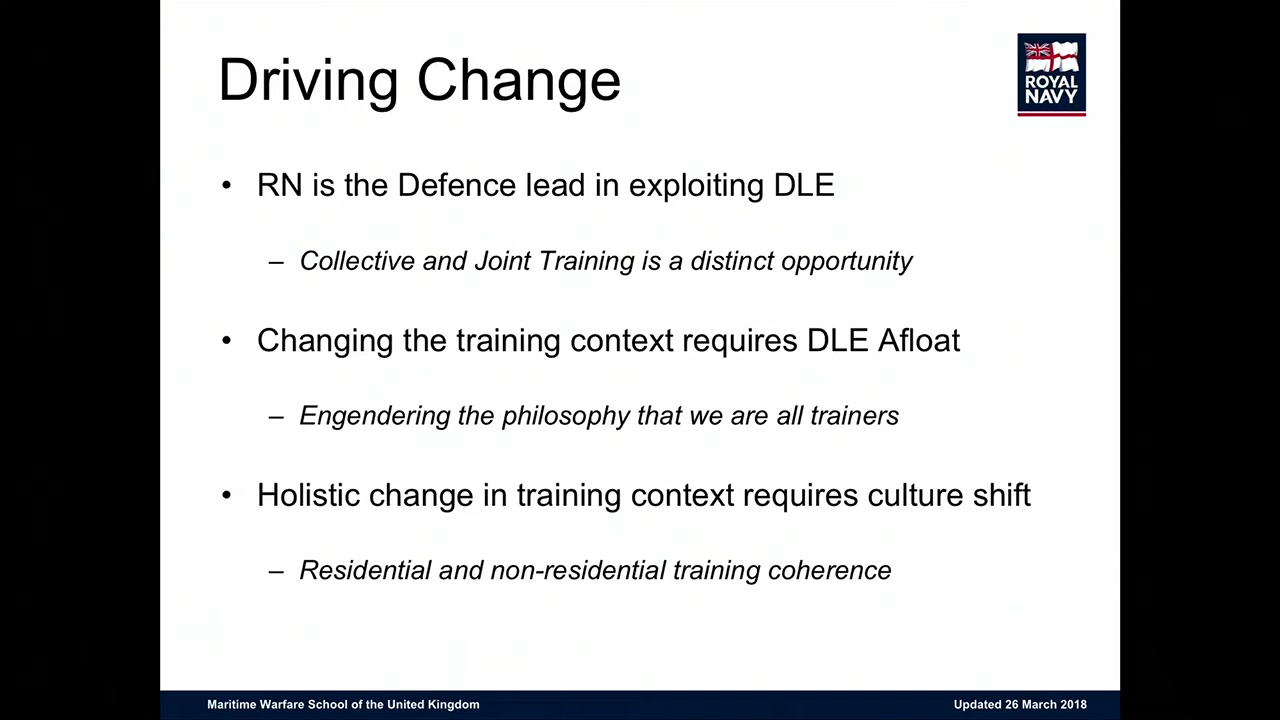 Driving Change
ROYAL
NAVY
• RN is the Defence lead in exploiting DLE
– Collective and Joint Training is a distinct opportunity
• Changing the training context requires DLE Afloat
– Engendering the philosophy that we are all trainers
• Holistic change in training context requires culture shift
– Residential and non-residential training coherence
Maritime Warfare School of the United Kingdom
Updated 26 March 2018